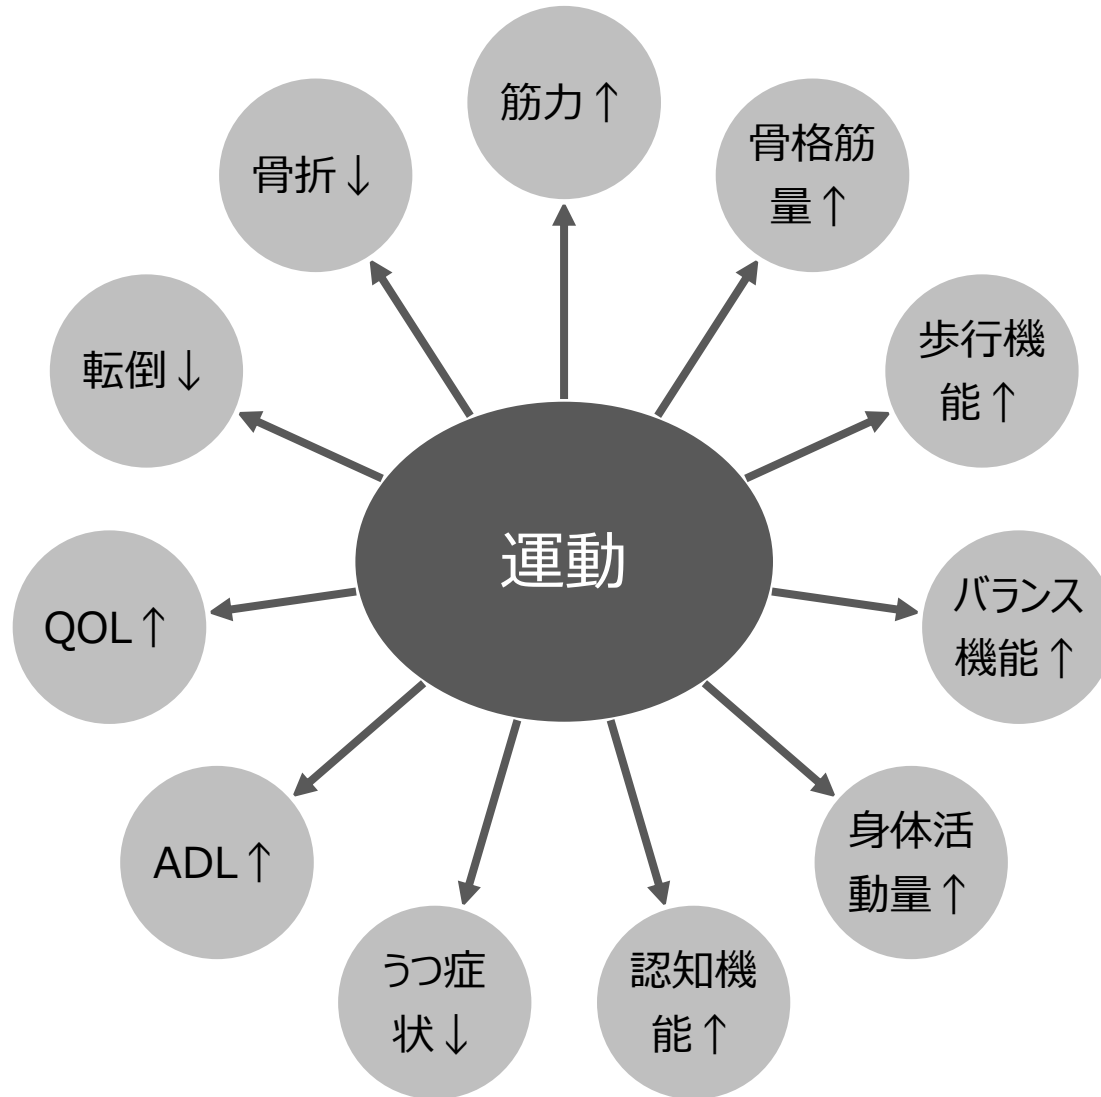 筋力↑
骨格筋
量↑
歩行機
能↑
バランス
機能↑
身体活
動量↑
認知機
能↑
うつ症
状↓
ADL↑
QOL↑
転倒↓
骨折↓
運動